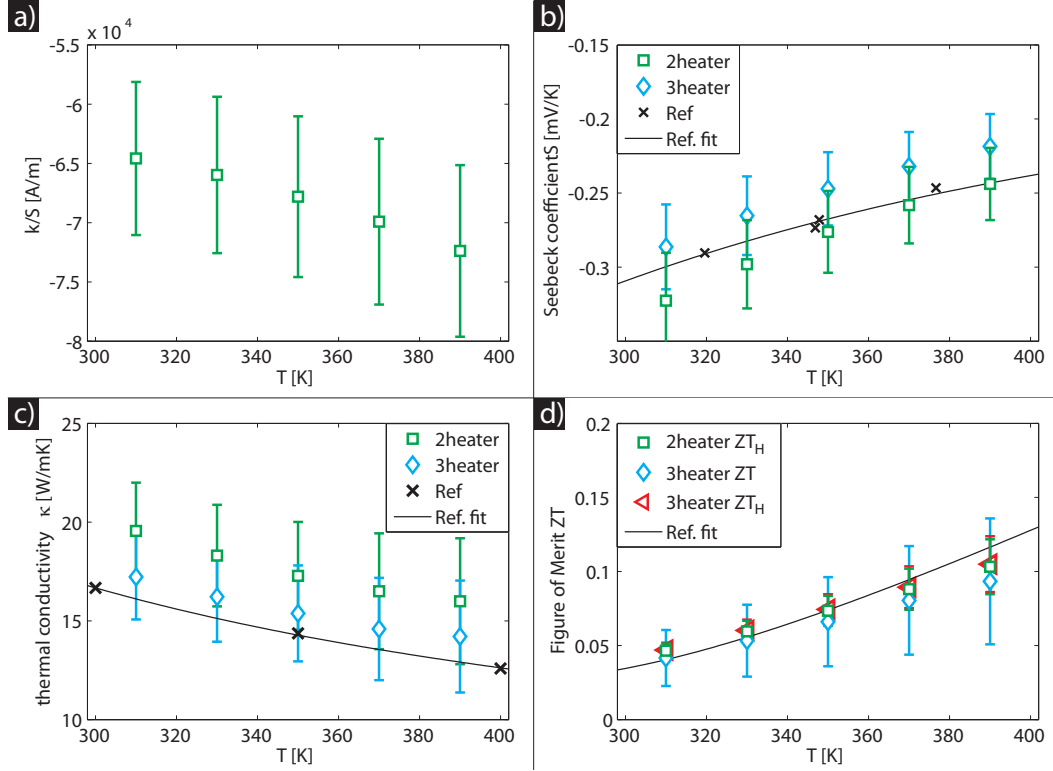 a)
x 10^4
-5.5
-6
-6.5
-7
-7.5
-8
k/S [A/m]
300 320 340 360 380 400
T [K]
b)
-0.15
-0.2
-0.25
-0.3
Seebeck coefficientS [mV/K]
2heater
3heater
Ref
Ref. fit
300 320 340 360 380 400
T [K]
c)
25
20
15
10
thermal conductivity κ [W/mK]
2heater
3heater
Ref
Ref. fit
300 320 340 360 380 400
T [K]
d)
0.2
0.15
0.1
0.05
0
Figure of Merit ZT
2heater ZT_H
3heater ZT
3heater ZT_H
Ref. fit
300 320 340 360 380 400
T [K]